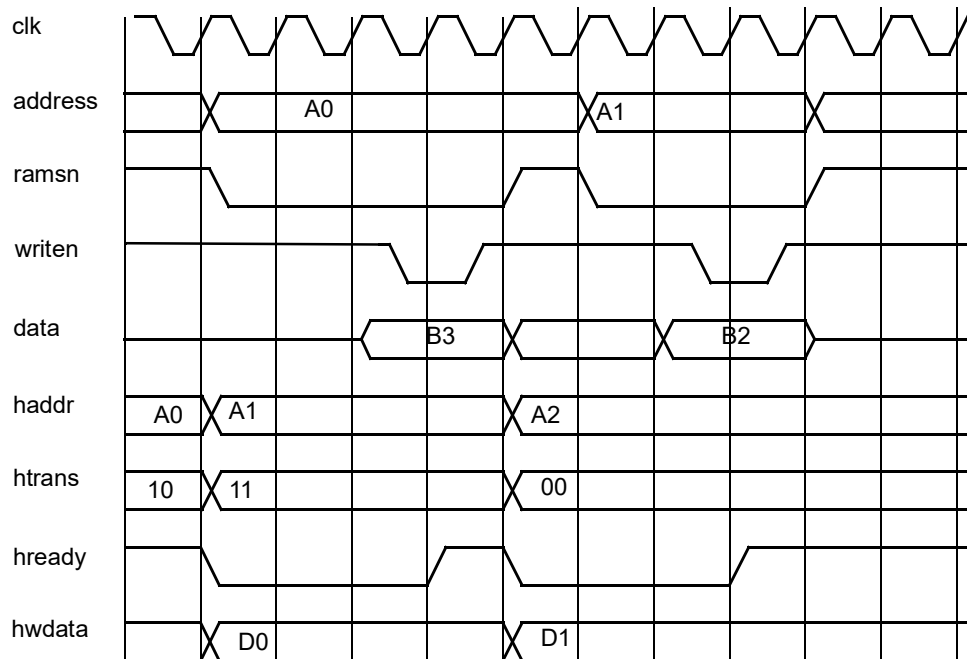 clk
address A0 A1
ramsn
writen
data B3 B2
haddr A0 A1 A2
htrans 10 11 00
hready
hwdata D0 D1